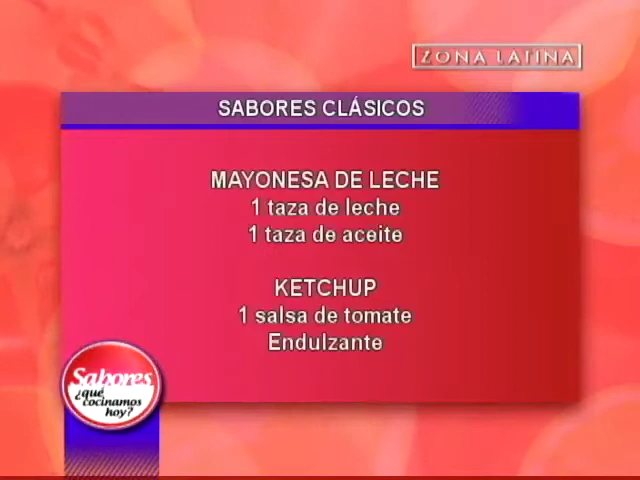 ZONA LATINA
SABORES CLÁSICOS
MAYONESA DE LECHE
1 taza de leche
1 taza de aceite
KETCHUP
1 salsa de tomate
Endulzante
Sabores
¿qué
cocinamos
hoy?